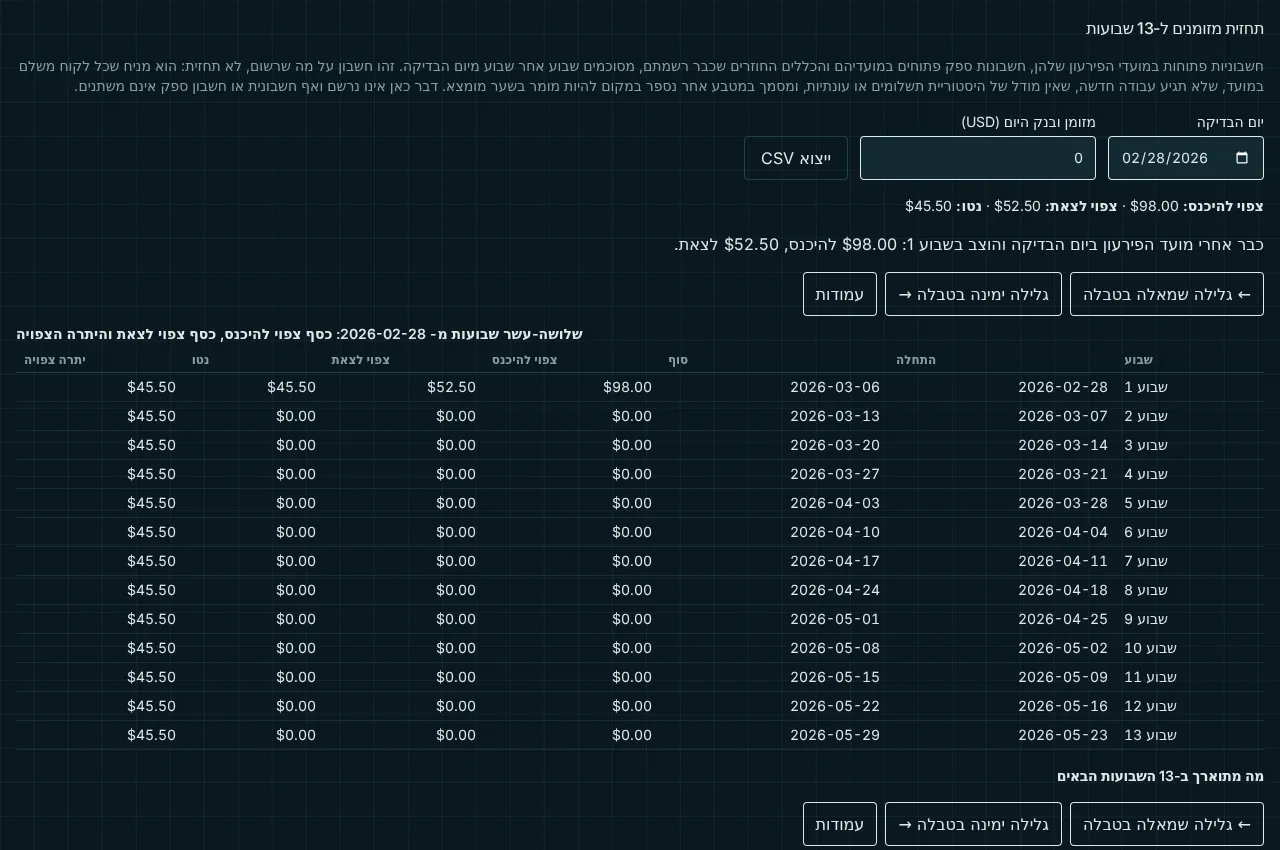 תחזית מזומנים ל-13 שבועות
חשבוניות פתוחות במועדי הפירעון שלהן, חשבונות ספק פתוחים במועדיהם והכללים החוזרים שכבר רשמתם, מסוכמים שבוע אחר שבוע מיום הבדיקה. זהו חשבון על מה שרשום, לא תחזית: הוא מניח שכל לקוח משלם
במועד, שלא תגיע עבודה חדשה, שאין מודל של היסטוריית תשלומים או עונתיות, ומסמך במטבע אחר נספר במקום להיות מומר בשער מומצא. דבר כאן אינו נרשם ואף חשבונית או חשבון ספק אינם משתנים.
יום הבדיקה מזומן ובנק היום (USD)
02/28/2026 0 ייצוא CSV
צפוי להיכנס: $98.00 · צפוי לצאת: $52.50 · נטו: $45.50
כבר אחרי מועד הפירעון ביום הבדיקה והוצב בשבוע 1: $98.00 להיכנס, $52.50 לצאת.
← גלילה שמאלה בטבלה גלילה ימינה בטבלה → עמודות
שלושה-עשר שבועות מ- 2026-02-28: כסף צפוי להיכנס, כסף צפוי לצאת והיתרה הצפויה
שבוע התחלה סוף צפוי להיכנס צפוי לצאת נטו יתרה צפויה
שבוע 1 2026-02-28 2026-03-06 $98.00 $52.50 $45.50 $45.50
שבוע 2 2026-03-07 2026-03-13 $0.00 $0.00 $0.00 $45.50
שבוע 3 2026-03-14 2026-03-20 $0.00 $0.00 $0.00 $45.50
שבוע 4 2026-03-21 2026-03-27 $0.00 $0.00 $0.00 $45.50
שבוע 5 2026-03-28 2026-04-03 $0.00 $0.00 $0.00 $45.50
שבוע 6 2026-04-04 2026-04-10 $0.00 $0.00 $0.00 $45.50
שבוע 7 2026-04-11 2026-04-17 $0.00 $0.00 $0.00 $45.50
שבוע 8 2026-04-18 2026-04-24 $0.00 $0.00 $0.00 $45.50
שבוע 9 2026-04-25 2026-05-01 $0.00 $0.00 $0.00 $45.50
שבוע 10 2026-05-02 2026-05-08 $0.00 $0.00 $0.00 $45.50
שבוע 11 2026-05-09 2026-05-15 $0.00 $0.00 $0.00 $45.50
שבוע 12 2026-05-16 2026-05-22 $0.00 $0.00 $0.00 $45.50
שבוע 13 2026-05-23 2026-05-29 $0.00 $0.00 $0.00 $45.50
מה מתוארך ב-13 השבועות הבאים
← גלילה שמאלה בטבלה גלילה ימינה בטבלה → עמודות